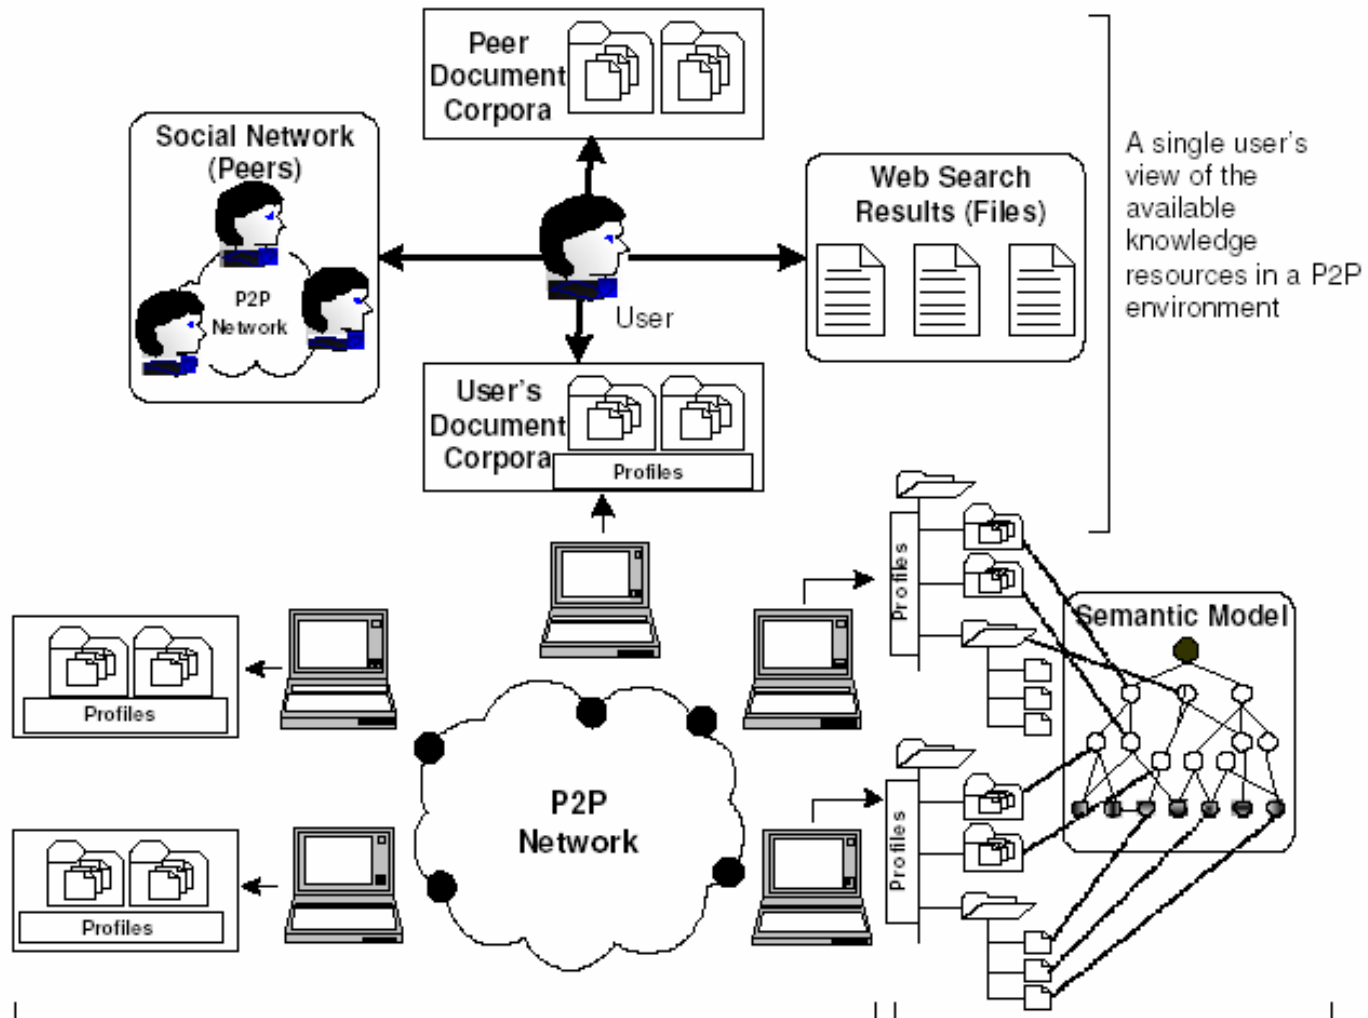 Peer
Document
Corpora
Social Network
(Peers)
P2P
Network
User
Web Search
Results (Files)
A single user's
view of the
available
knowledge
resources in a P2P
environment
User's
Document
Corpora
Profiles
Profiles
Semantic Model
Profiles
P2P
Network
Profiles
Profiles